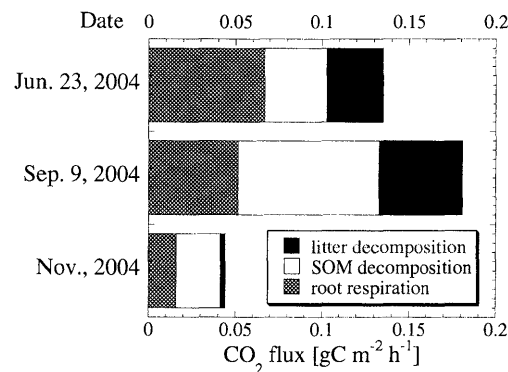 Date
0 0.05 0.1 0.15 0.2
Jun. 23, 2004
Sep. 9, 2004
Nov., 2004
litter decomposition
SOM decomposition
root respiration
0 0.05 0.1 0.15 0.2
CO₂ flux [gC m⁻² h⁻¹]